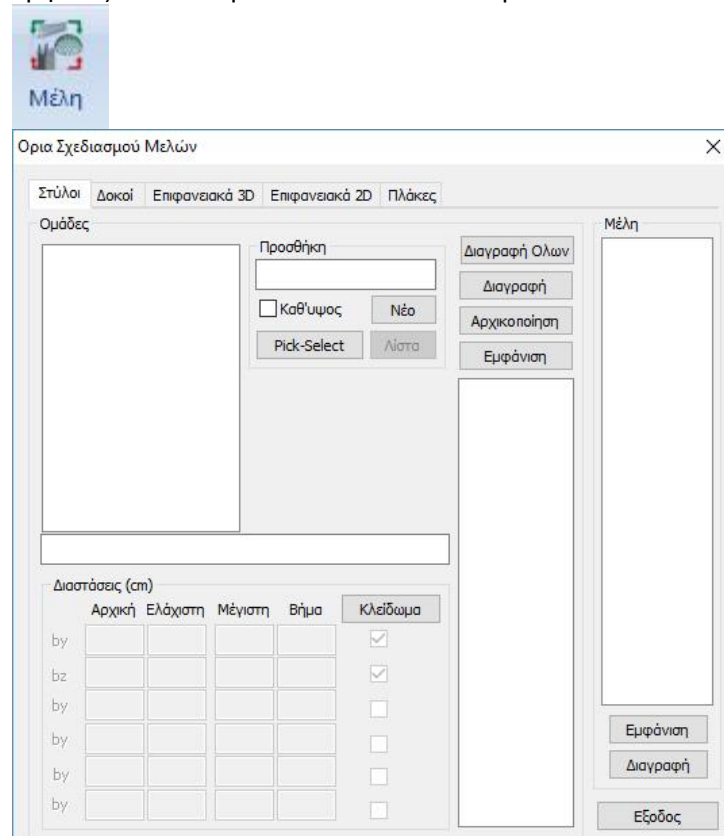 Μέλη
Ορια Σχεδιασμού Μελών
Στύλοι Δοκοί Επιφανειακά 3D Επιφανειακά 2D Πλάκες
Ομάδες
Προσθήκη
Καθ'υψος Νέο
Pick-Select Λίστα
Διαγραφή Ολων
Διαγραφή
Αρχικοποίηση
Εμφάνιση
Διαστάσεις (cm)
Αρχική Ελάχιστη Μέγιστη Βήμα Κλείδωμα
by
bz
by
by
by
by
Μέλη
Εμφάνιση
Διαγραφή
Εξοδος